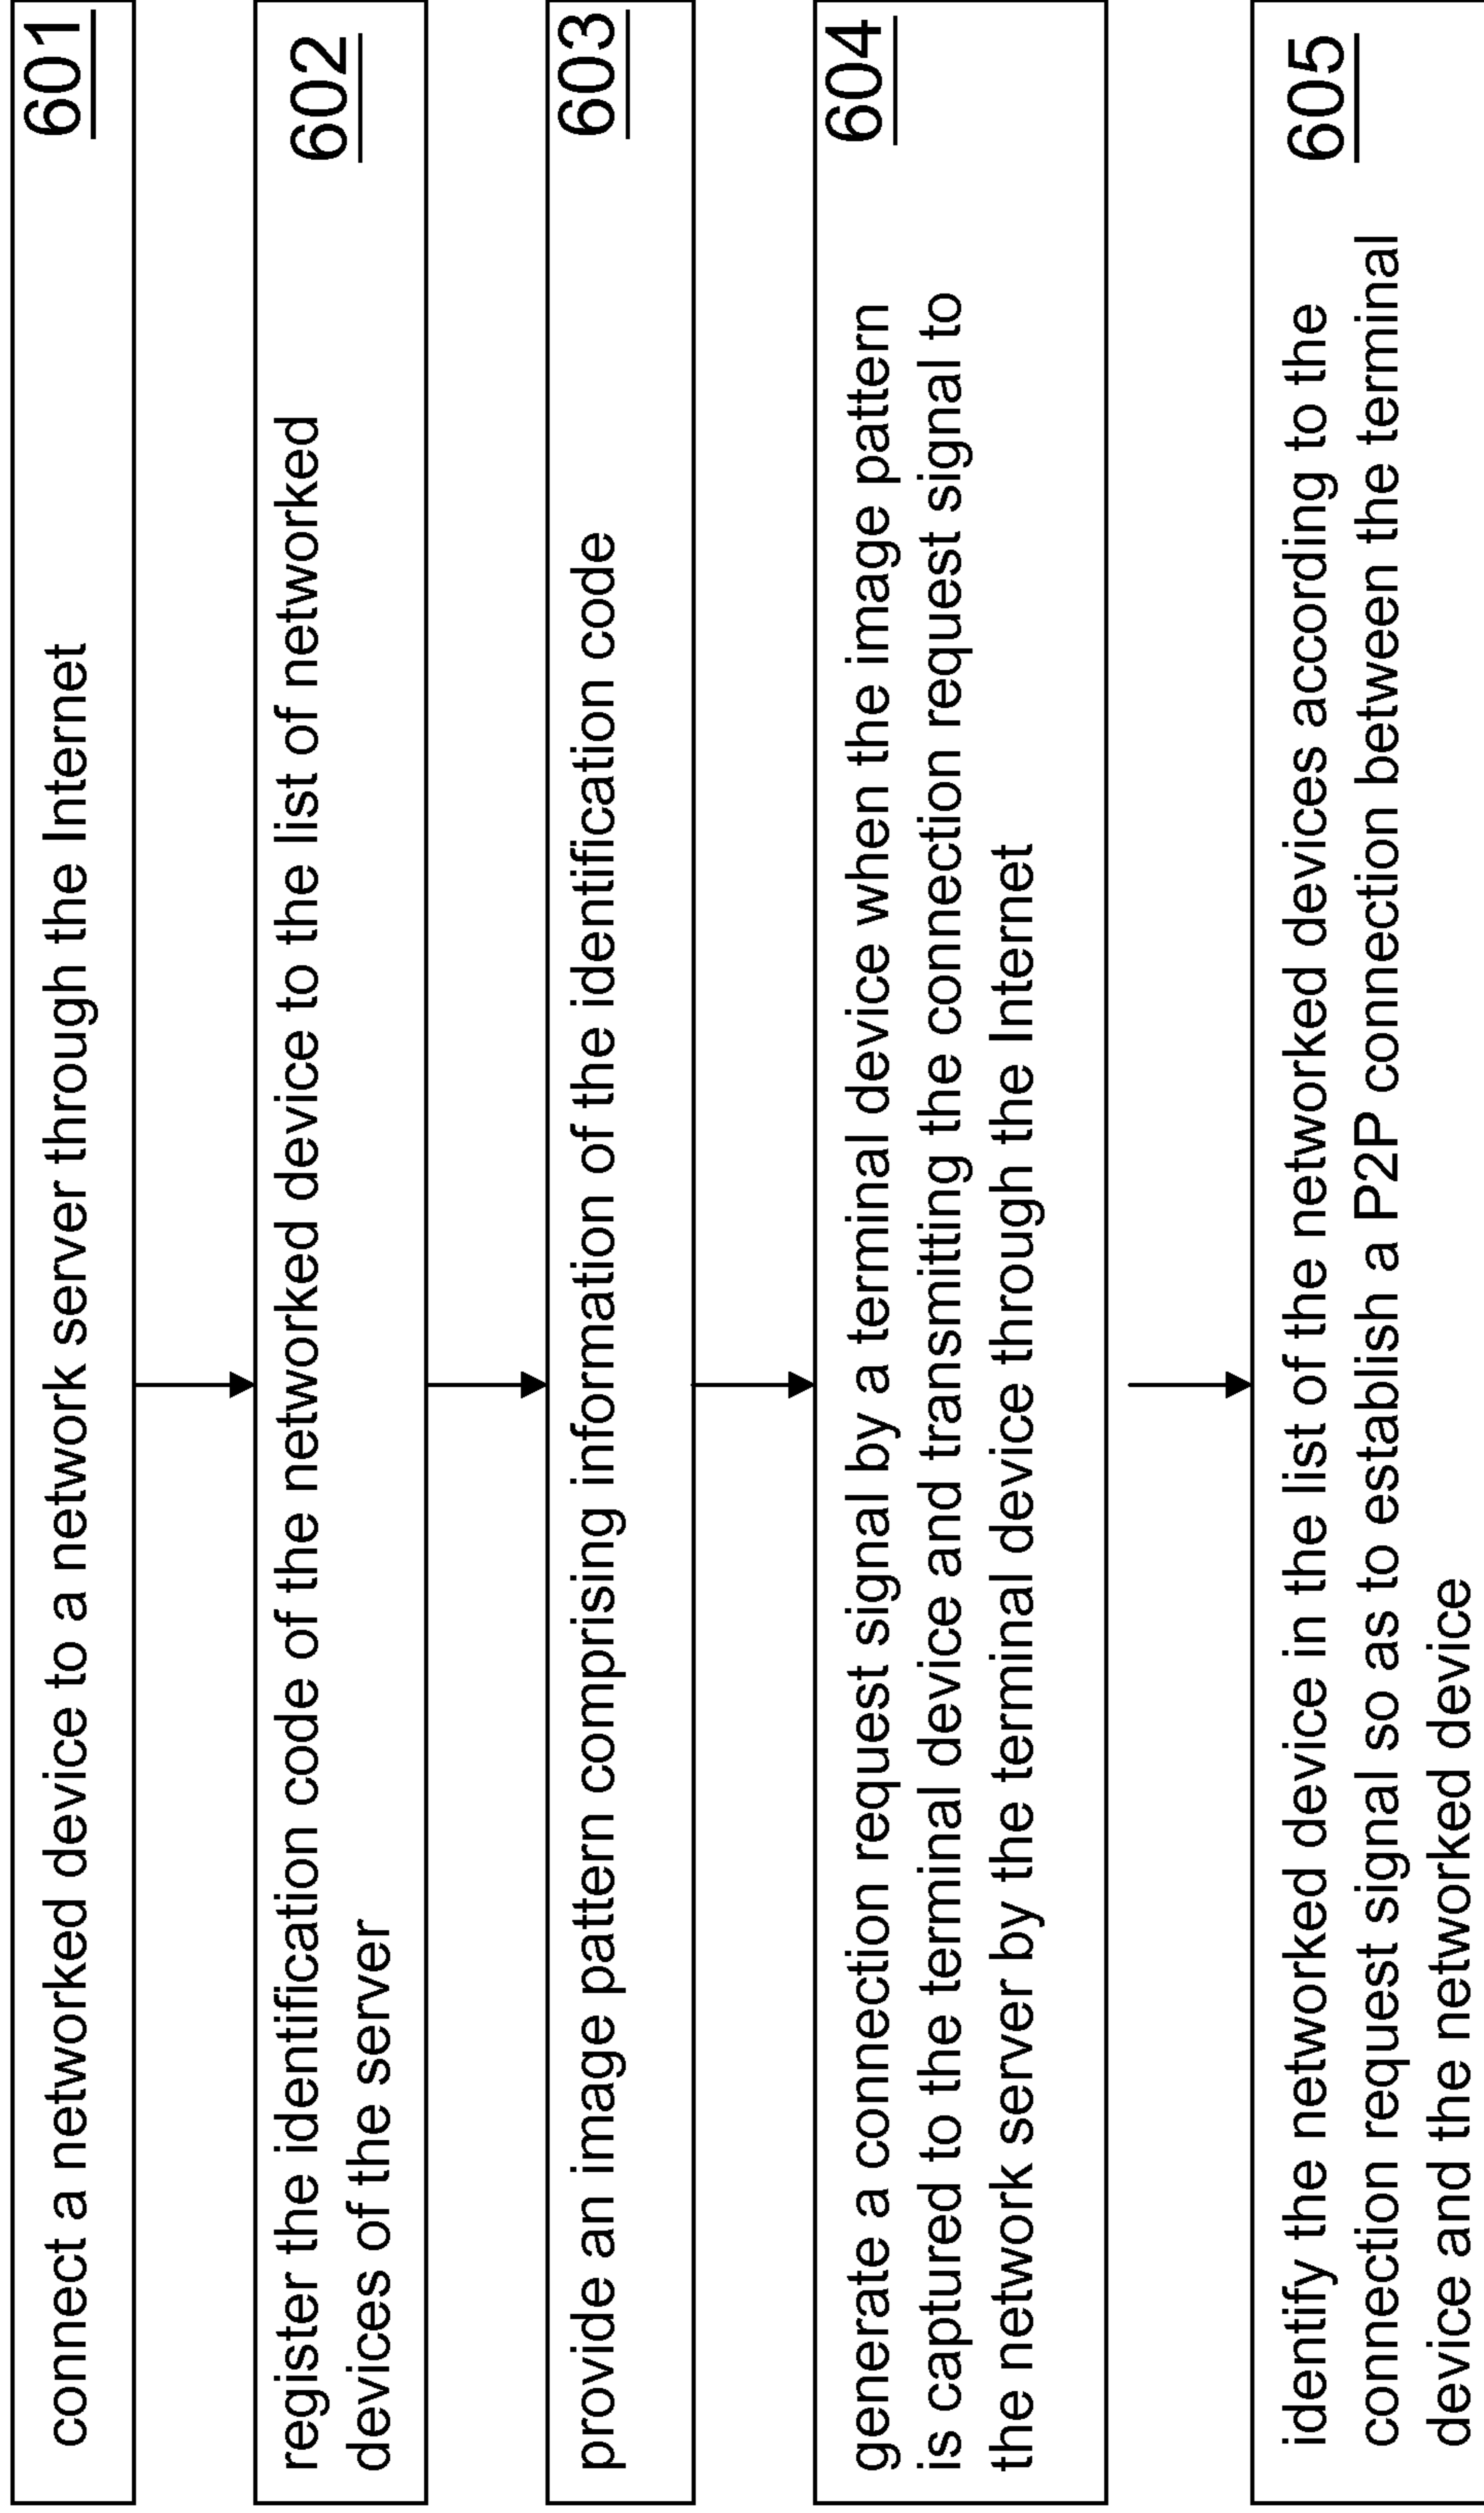 connect a networked device to a network server through the Internet 601
register the identification code of the networked device to the list of networked 602
devices of the server
provide an image pattern comprising information of the identification code 603
generate a connection request signal by a terminal device when the image pattern 604
is captured to the terminal device and transmitting the connection request signal to
the network server by the terminal device through the Internet
identify the networked device in the list of the networked devices according to the 605
connection request signal so as to establish a P2P connection between the terminal
device and the networked device